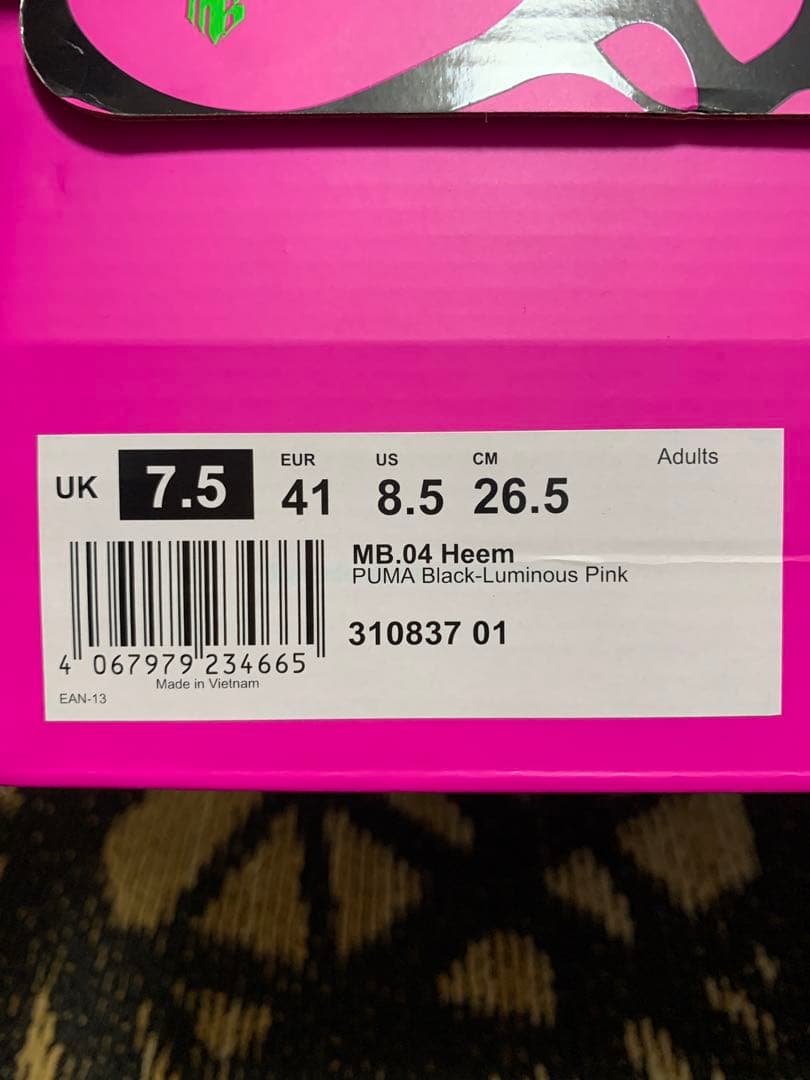 MB
UK 7.5 EUR 41 US 8.5 CM 26.5 Adults
MB.04 Heem
PUMA Black-Luminous Pink
310837 01
4 067979 234665
Made in Vietnam
EAN-13